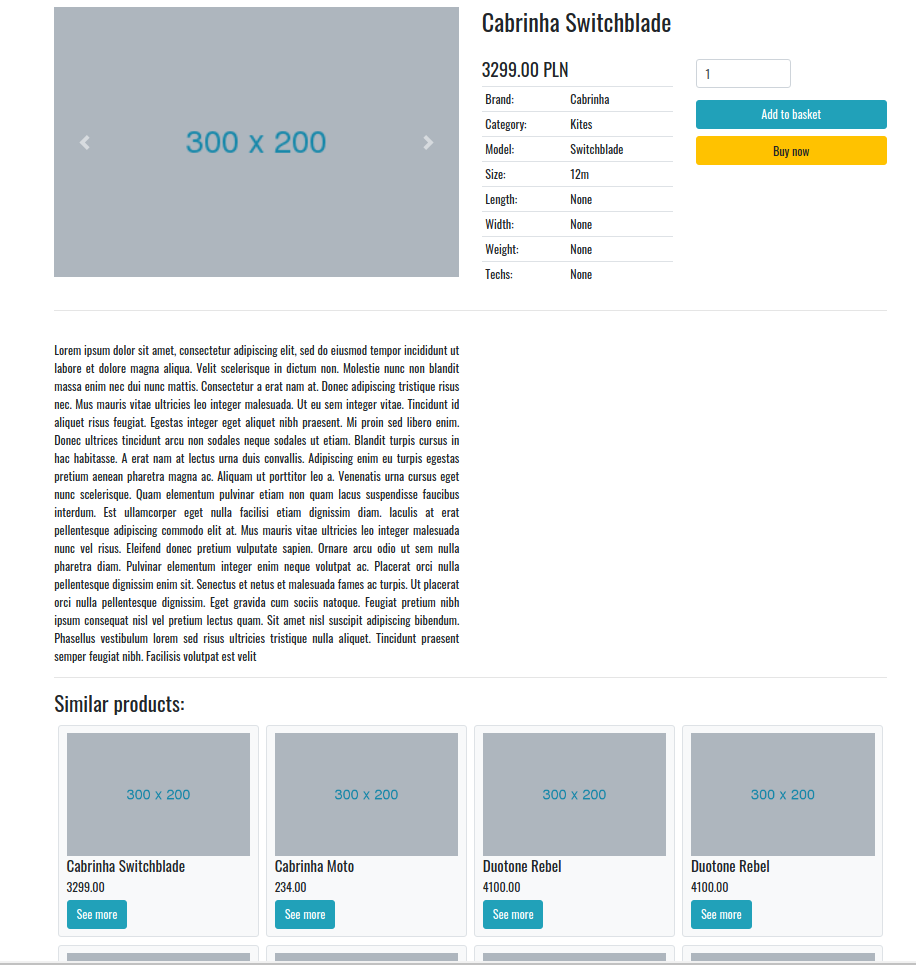 300 x 200
Cabrinha Switchblade
3299.00 PLN
Brand: Cabrinha
Category: Kites
Model: Switchblade
Size: 12m
Length: None
Width: None
Weight: None
Techs: None
1
Add to basket
Buy now
Lorem ipsum dolor sit amet, consectetur adipiscing elit, sed do eiusmod tempor incididunt ut
labore et dolore magna aliqua. Velit scelerisque in dictum non. Molestie nunc non blandit
massa enim nec dui nunc mattis. Consectetur a erat nam at. Donec adipiscing tristique risus
nec. Mus mauris vitae ultricies leo integer malesuada. Ut eu sem integer vitae. Tincidunt id
aliquet risus feugiat. Egestas integer eget aliquet nibh praesent. Mi proin sed libero enim.
Donec ultrices tincidunt arcu non sodales neque sodales ut etiam. Blandit turpis cursus in
hac habitasse. A erat nam at lectus urna duis convallis. Adipiscing enim eu turpis egestas
pretium aenean pharetra magna ac. Aliquam ut porttitor leo a. Venenatis urna cursus eget
nunc scelerisque. Quam elementum pulvinar etiam non quam lacus suspendisse faucibus
interdum. Est ullamcorper eget nulla facilisi etiam dignissim diam. Iaculis at erat
pellentesque adipiscing commodo elit at. Mus mauris vitae ultricies leo integer malesuada
nunc vel risus. Eleifend donec pretium vulputate sapien. Ornare arcu odio ut sem nulla
pharetra diam. Pulvinar elementum integer enim neque volutpat ac. Placerat orci nulla
pellentesque dignissim enim sit. Senectus et netus et malesuada fames ac turpis. Ut placerat
orci nulla pellentesque dignissim. Eget gravida cum sociis natoque. Feugiat pretium nibh
ipsum consequat nisl vel pretium lectus quam. Sit amet nisl suscipit adipiscing bibendum.
Phasellus vestibulum lorem sed risus ultricies tristique nulla aliquet. Tincidunt praesent
semper feugiat nibh. Facilisis volutpat est velit
Similar products:
300 x 200
Cabrinha Switchblade
3299.00
See more
300 x 200
Cabrinha Moto
234.00
See more
300 x 200
Duotone Rebel
4100.00
See more
300 x 200
Duotone Rebel
4100.00
See more